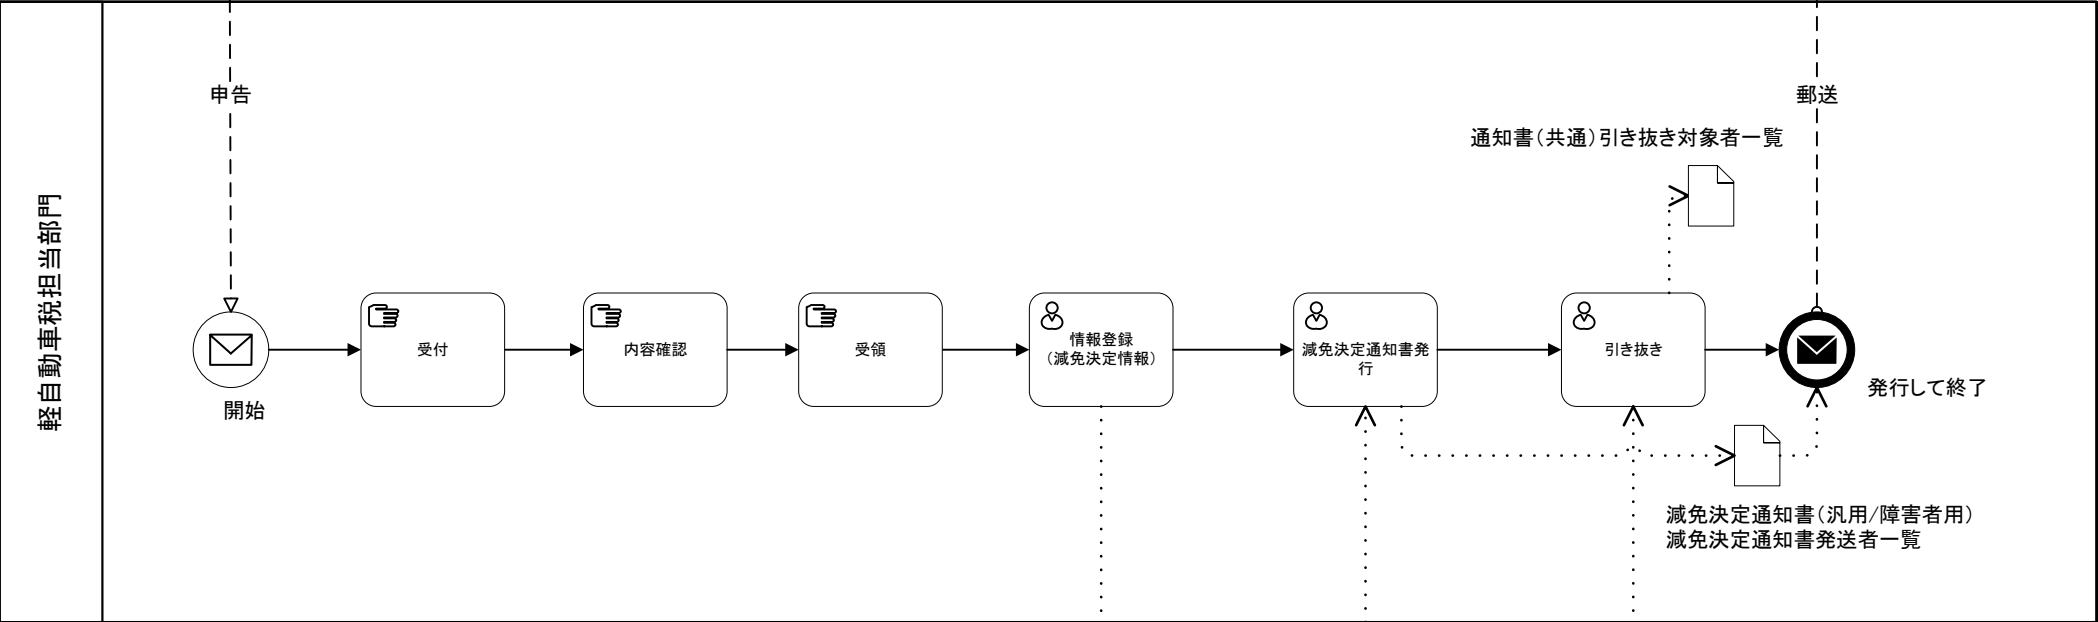 軽自動車税担当部門
申告
郵送
通知書（共通）引き抜き対象者一覧
開始
受付
内容確認
受領
情報登録
（減免決定情報）
減免決定通知書発
行
引き抜き
発行して終了
減免決定通知書（汎用/障害者用）
減免決定通知書発送者一覧